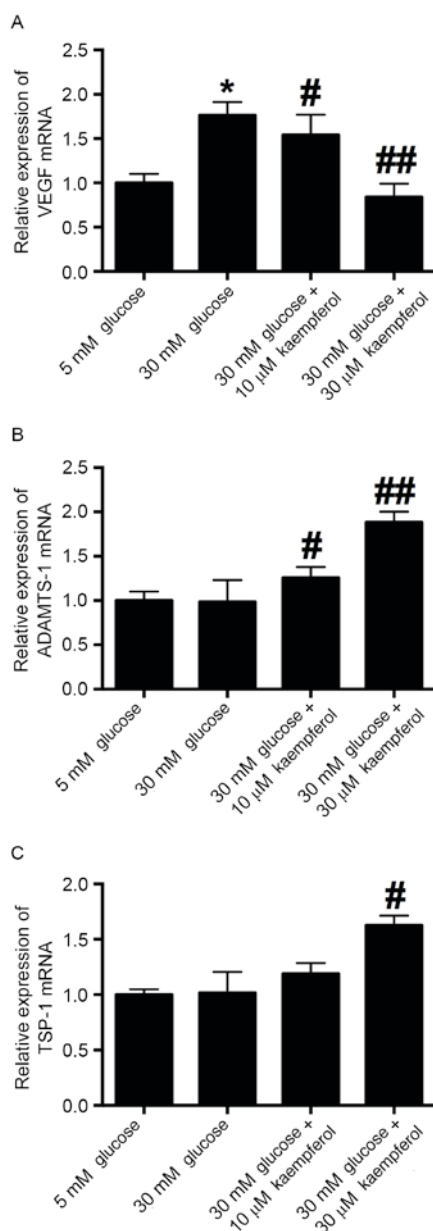 A
Relative expression of
VEGF mRNA
2.5
2.0
1.5
1.0
0.5
0.0
*
#
##
5 mM glucose
30 mM glucose
30 mM glucose +
10 μM kaempferol
30 mM glucose +
30 μM kaempferol
B
Relative expression of
ADAMTS-1 mRNA
2.5
2.0
1.5
1.0
0.5
0.0
#
##
5 mM glucose
30 mM glucose
30 mM glucose +
10 μM kaempferol
30 mM glucose +
30 μM kaempferol
C
Relative expression of
TSP-1 mRNA
2.0
1.5
1.0
0.5
0.0
#
5 mM glucose
30 mM glucose
30 mM glucose +
10 μM kaempferol
30 mM glucose +
30 μM kaempferol